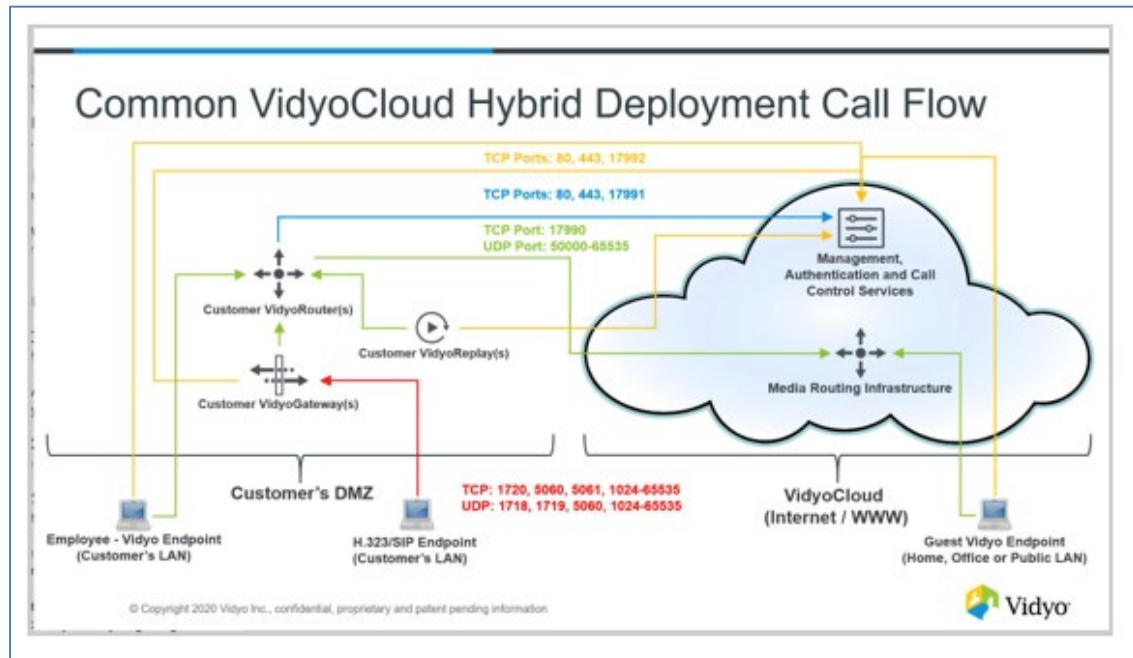 Common VidyoCloud Hybrid Deployment Call Flow
TCP Ports: 80, 443, 17992
TCP Ports: 80, 443, 17991
TCP Port: 17990
UDP Port: 50000-65535
Management,
Authentication and Call
Control Services
Customer VidyoRouter(s)
Customer VidyoReplay(s)
Media Routing Infrastructure
Customer VidyoGateway(s)
Customer's DMZ
TCP: 1720, 5060, 5061, 1024-65535
UDP: 1718, 1719, 5060, 1024-65535
VidyoCloud
(Internet / WWW)
Employee - Vidyo Endpoint
(Customer's LAN)
H.323/SIP Endpoint
(Customer's LAN)
Guest Vidyo Endpoint
(Home, Office or Public LAN)
© Copyright 2020 Vidyo Inc., confidential, proprietary and patent pending information
Vidyo